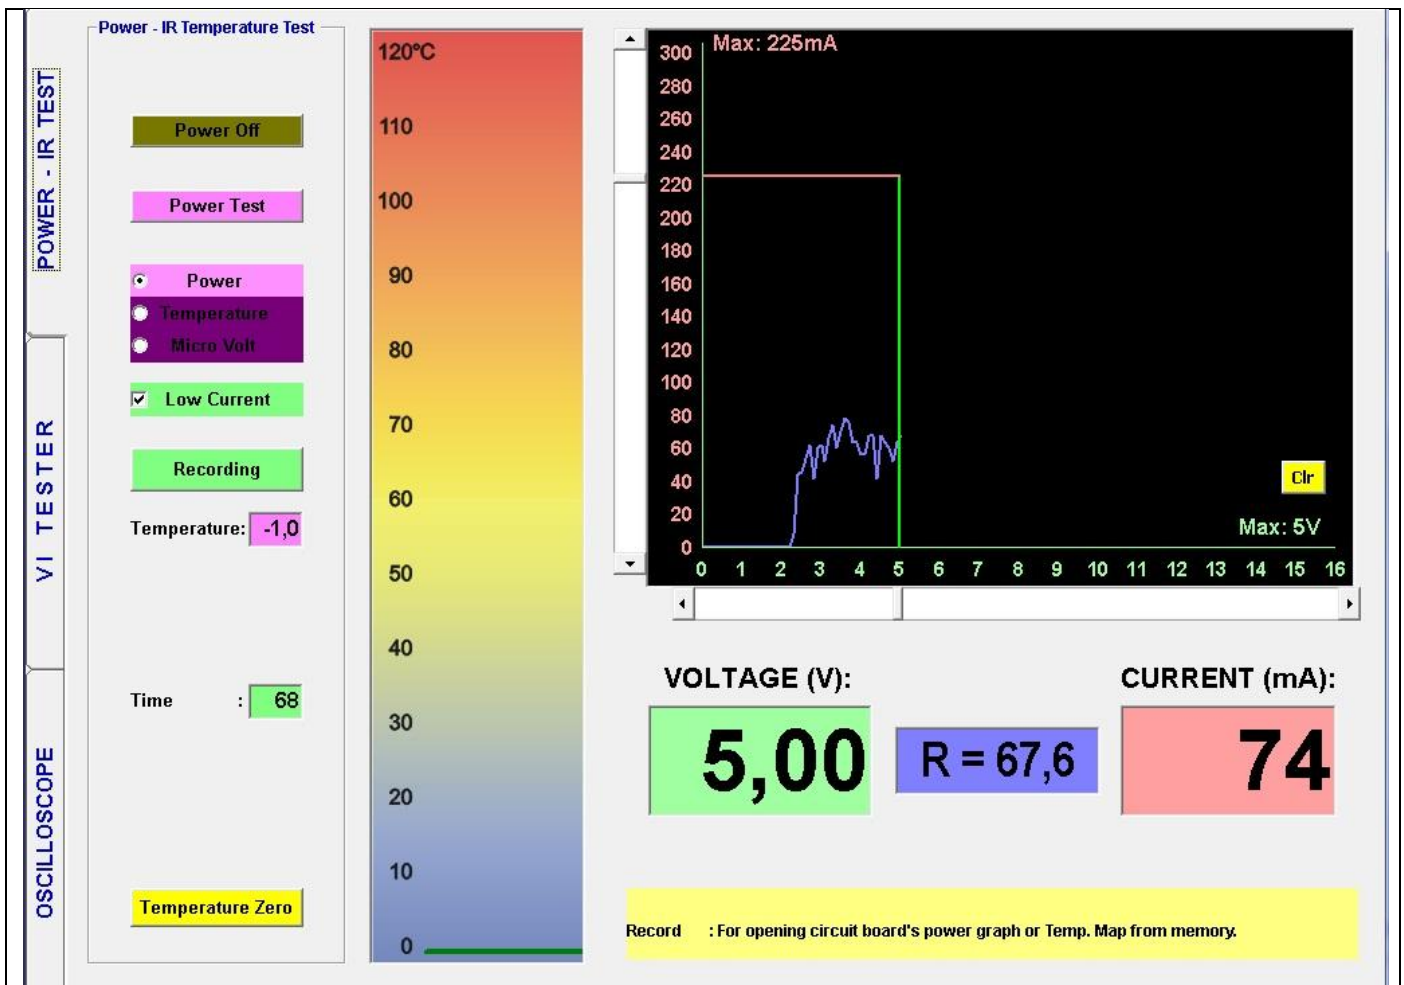 POWER - IR TEST
VI TESTER
OSCILLOSCOPE
Power - IR Temperature Test
Power Off
Power Test
Power
Temperature
Micro Volt
Low Current
Recording
Temperature: -1,0
Time : 68
Temperature Zero
120°C
110
100
90
80
70
60
50
40
30
20
10
0
Max: 225mA
300
280
260
240
220
200
180
160
140
120
100
80
60
40
20
0
Clr
Max: 5V
0 1 2 3 4 5 6 7 8 9 10 11 12 13 14 15 16
VOLTAGE (V):
5,00
R = 67,6
CURRENT (mA):
74
Record : For opening circuit board's power graph or Temp. Map from memory.